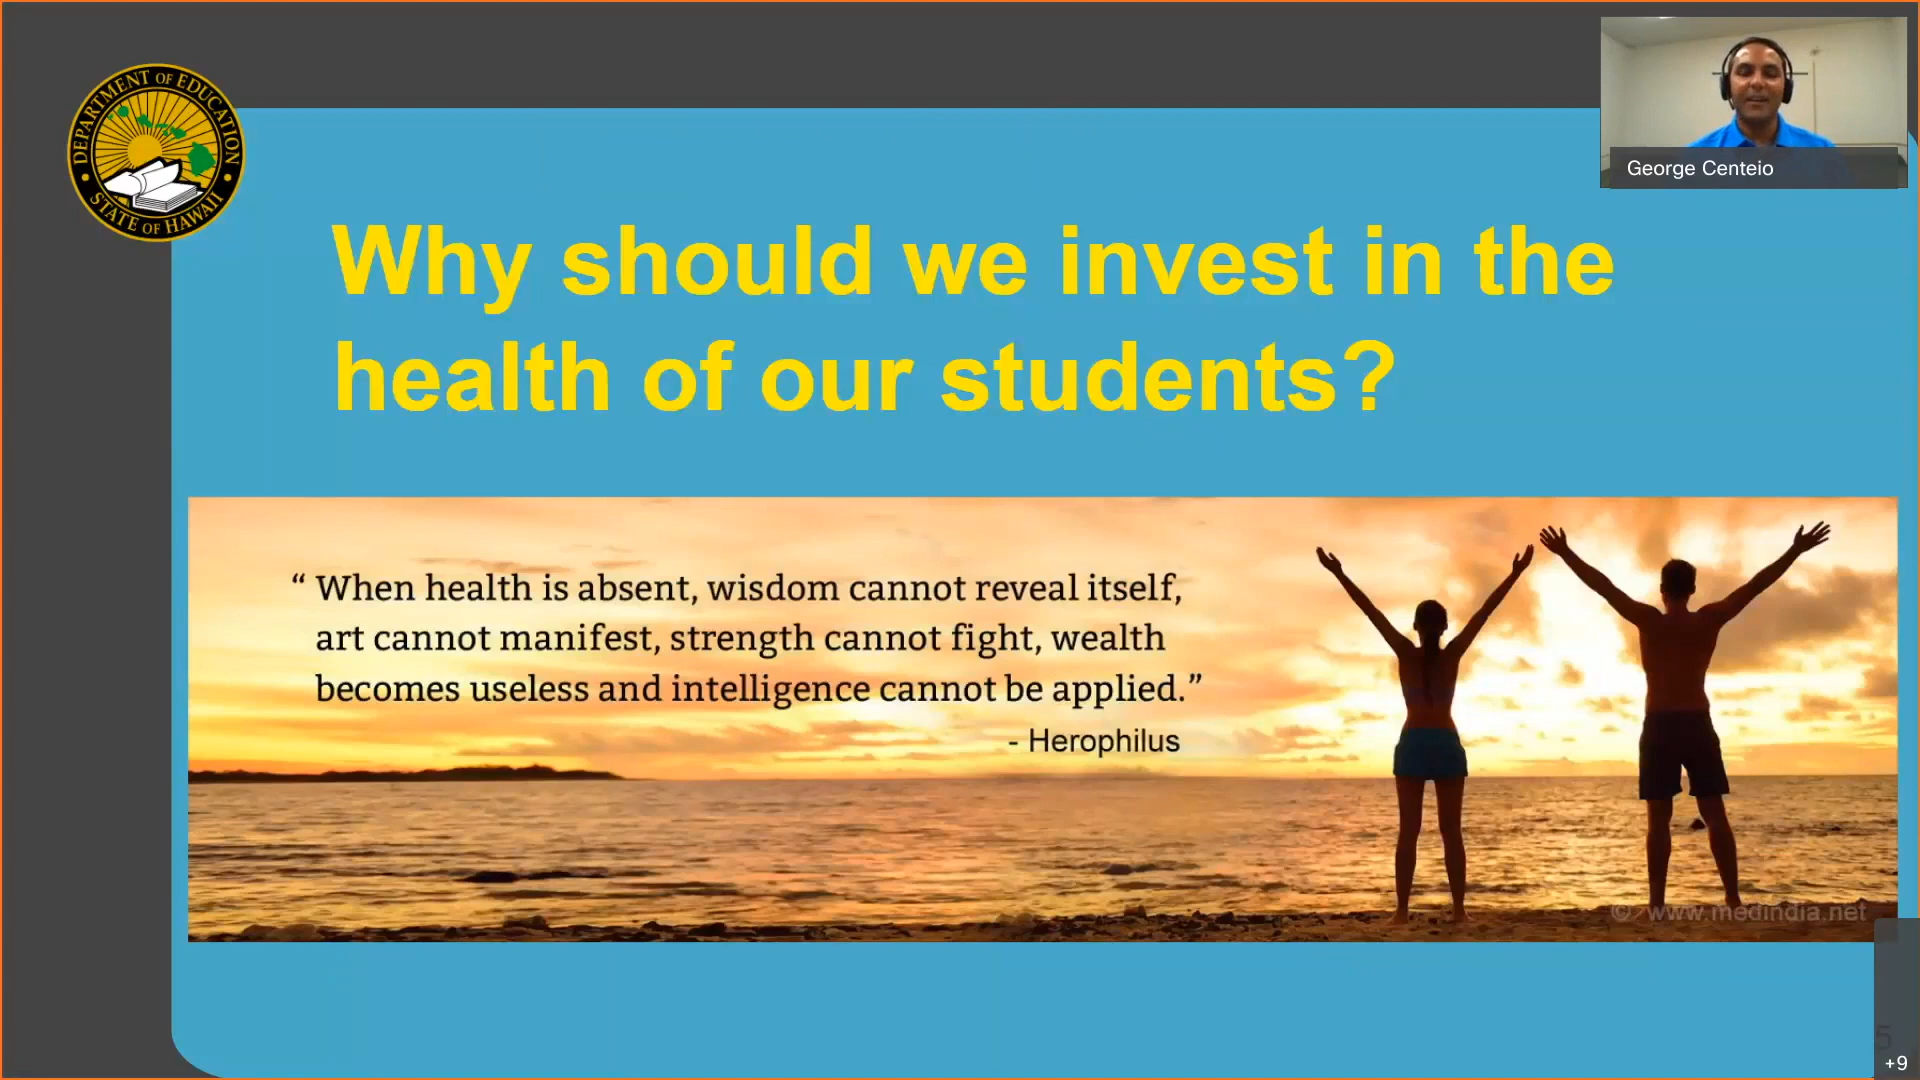 DEPARTMENT OF EDUCATION
STATE OF HAWAII
George Centeio
Why should we invest in the
health of our students?
“ When health is absent, wisdom cannot reveal itself,
art cannot manifest, strength cannot fight, wealth
becomes useless and intelligence cannot be applied.”
- Herophilus
© www.medindia.net
5
+9